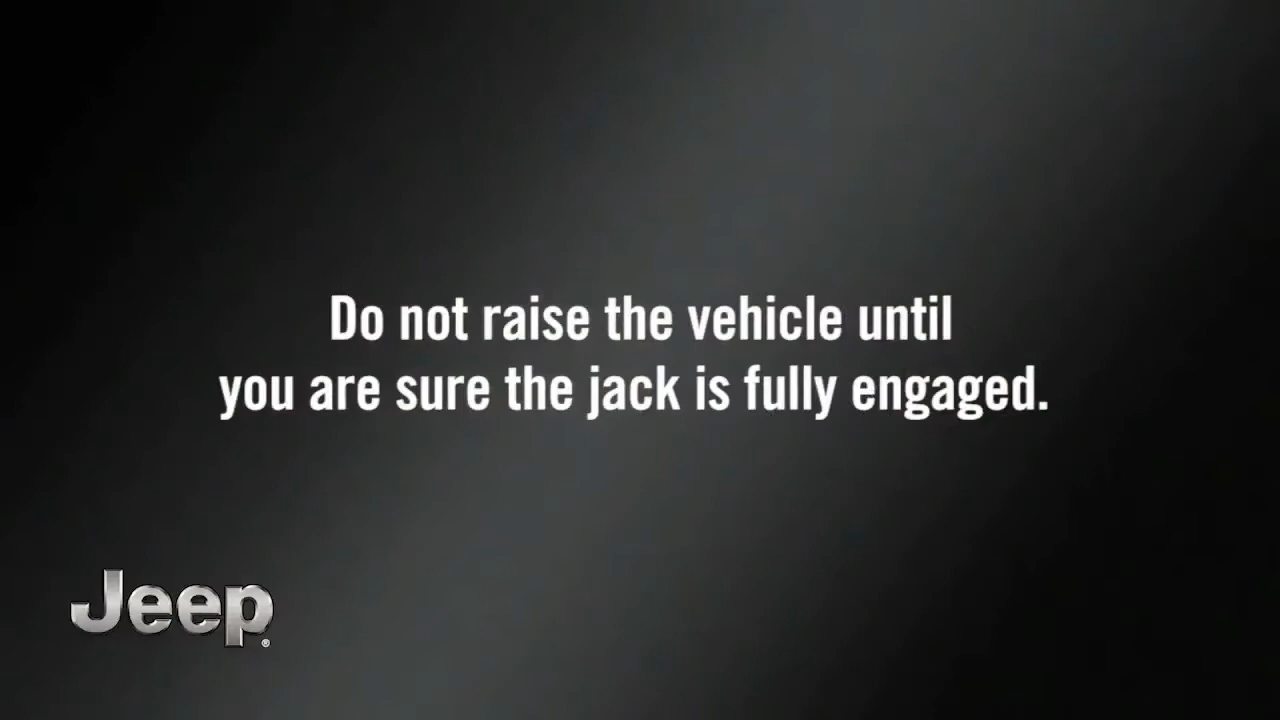 Do not raise the vehicle until
you are sure the jack is fully engaged.
Jeep®